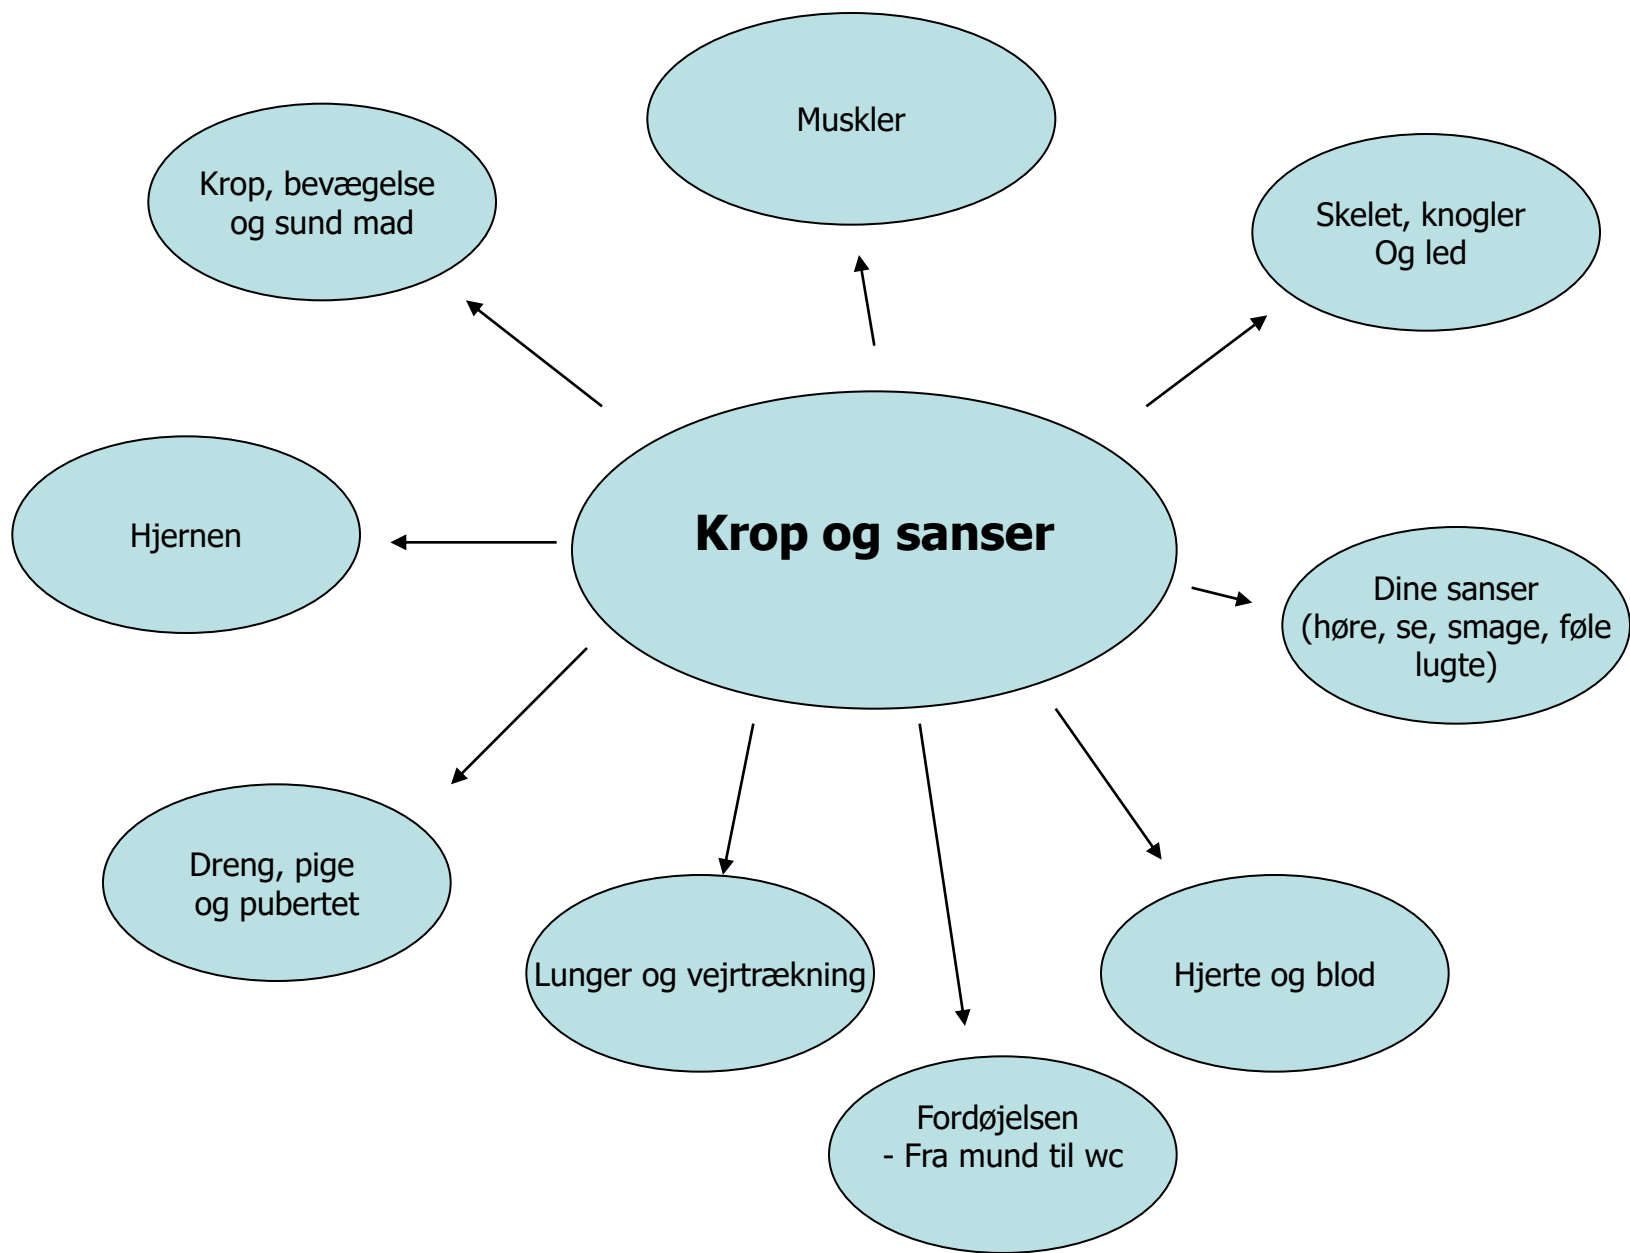 Muskler
Krop, bevægelse
og sund mad
Skelet, knogler
Og led
Krop og sanser
Hjernen
Dine sanser
(høre, se, smage, føle
lugte)
Dreng, pige
og pubertet
Lunger og vejrtrækning
Hjerte og blod
Fordøjelsen
- Fra mund til wc